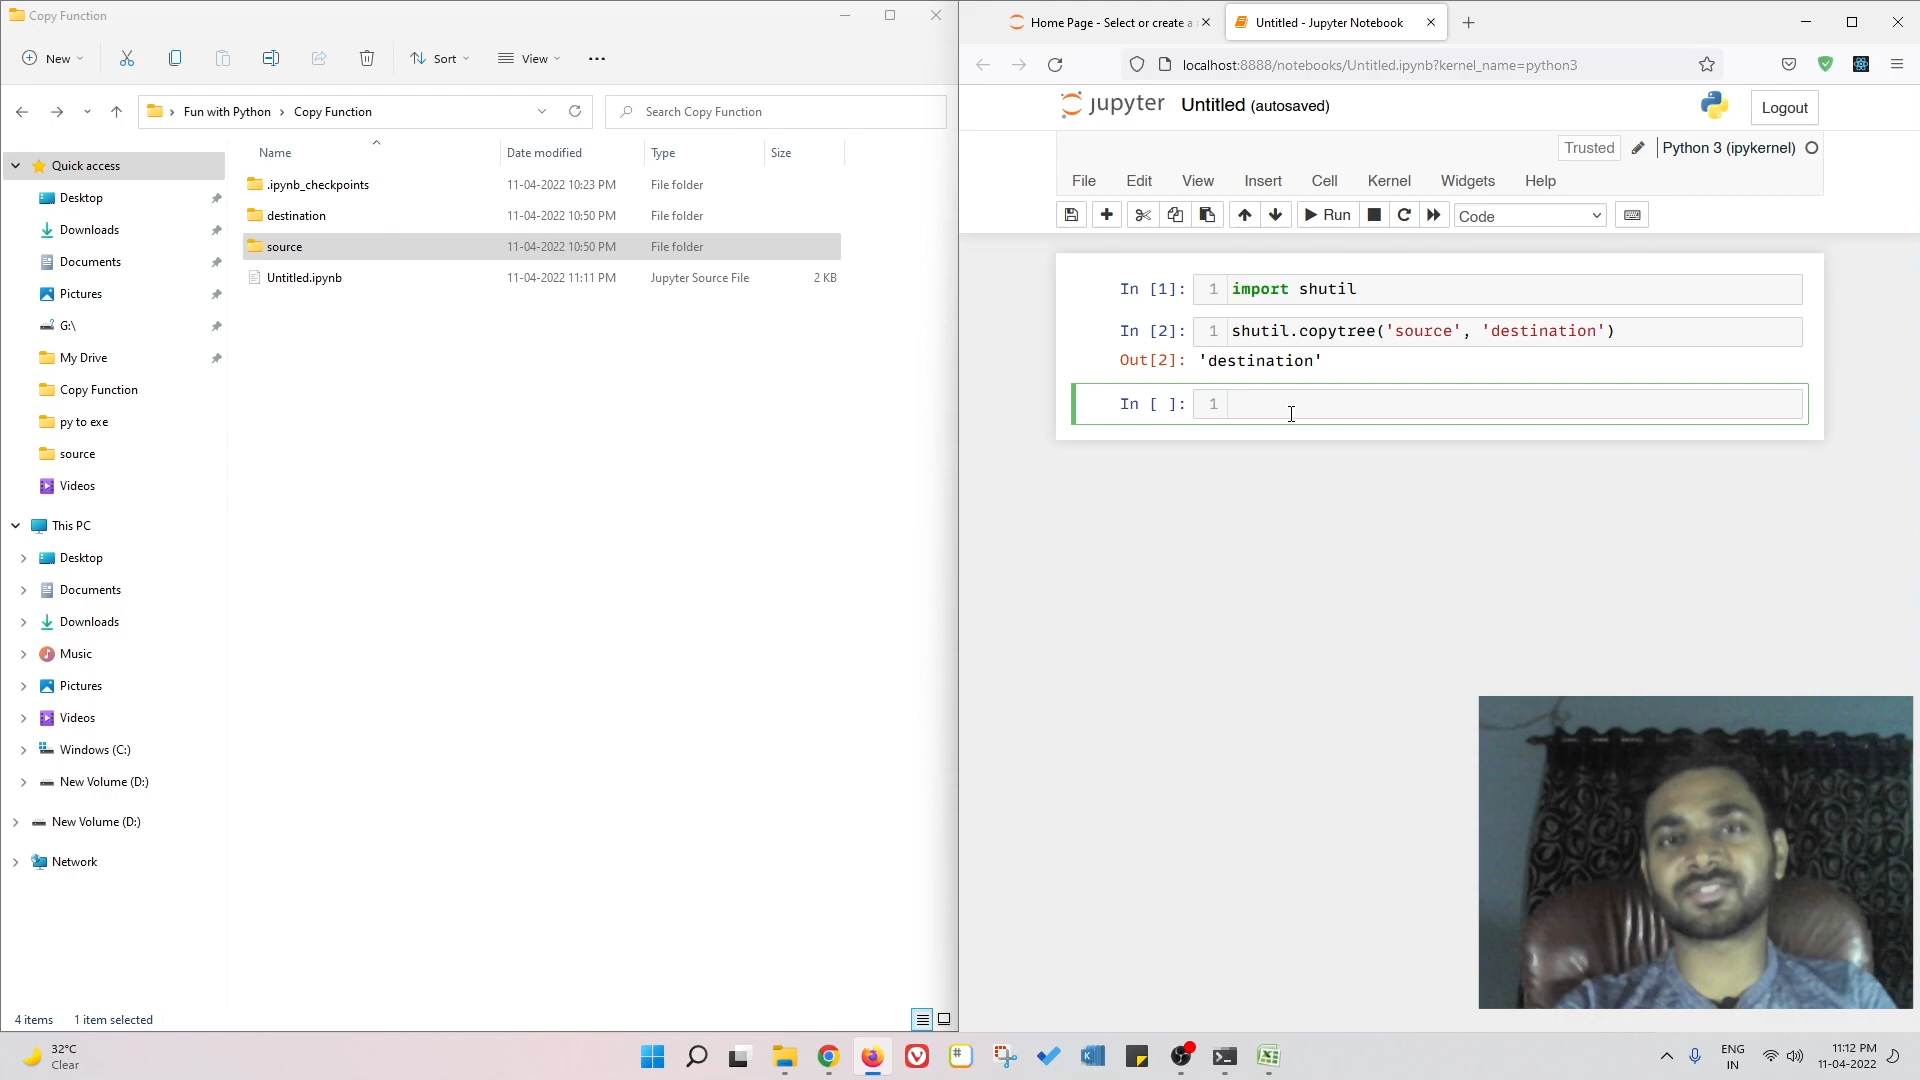 Copy Function
New
Sort
View
Fun with Python
Copy Function
Search Copy Function
Name
Date modified
Type
Size
.ipynb_checkpoints 11-04-2022 10:23 PM File folder
destination 11-04-2022 10:50 PM File folder
source 11-04-2022 10:50 PM File folder
Untitled.ipynb 11-04-2022 11:11 PM Jupyter Source File 2 KB
Quick access
Desktop
Downloads
Documents
Pictures
G:\
My Drive
Copy Function
py to exe
source
Videos
This PC
Desktop
Documents
Downloads
Music
Pictures
Videos
Windows (C:)
New Volume (D:)
New Volume (D:)
Network
4 items 1 item selected
Home Page - Select or create a
Untitled - Jupyter Notebook
localhost:8888/notebooks/Untitled.ipynb?kernel_name=python3
jupyter Untitled (autosaved)
Logout
Trusted
Python 3 (ipykernel)
File Edit View Insert Cell Kernel Widgets Help
Run
Code
In [1]: 1 import shutil
In [2]: 1 shutil.copytree('source', 'destination')
Out[2]: 'destination'
In [ ]: 1
32°C
Clear
ENG
IN
11:12 PM
11-04-2022